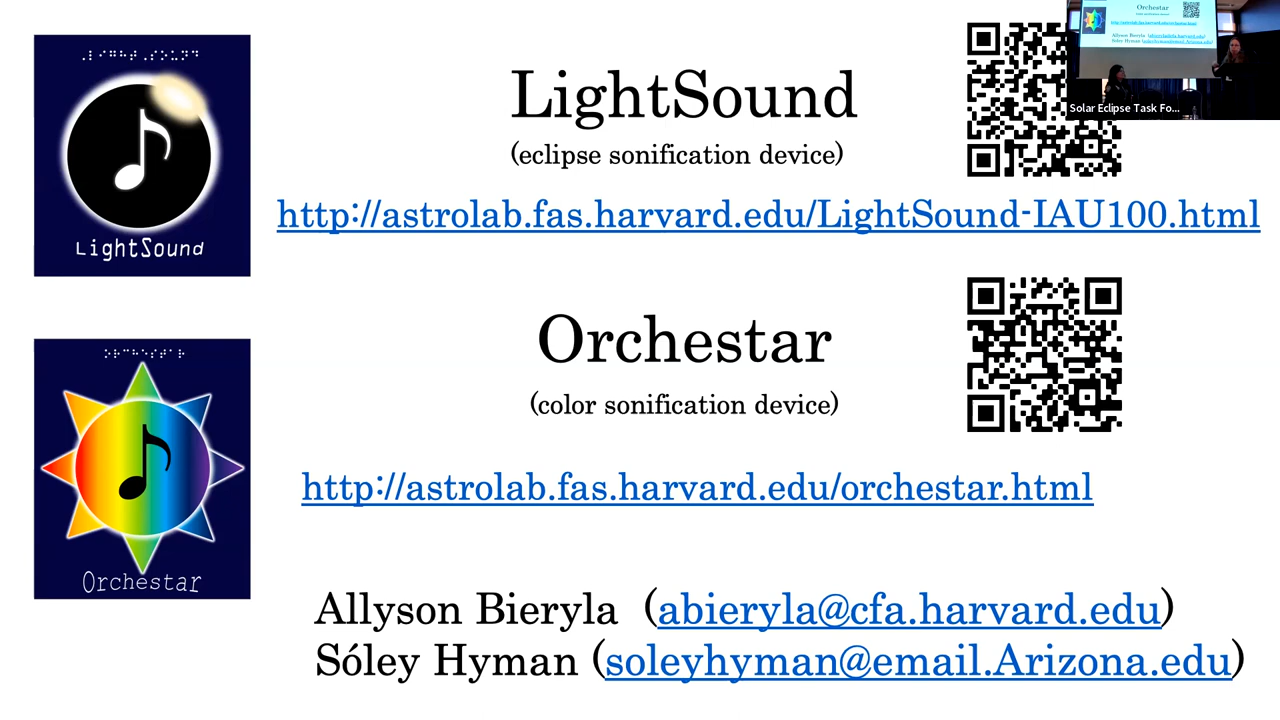 LightSound
LightSound
(eclipse sonification device)
http://astrolab.fas.harvard.edu/LightSound-IAU100.html
Orchestar
(color sonification device)
http://astrolab.fas.harvard.edu/orchestar.html
Orchestar
Allyson Bieryla (abieryla@cfa.harvard.edu)
Sóley Hyman (soleyhyman@email.Arizona.edu)
Orchestar
Solar Eclipse Task Fo...